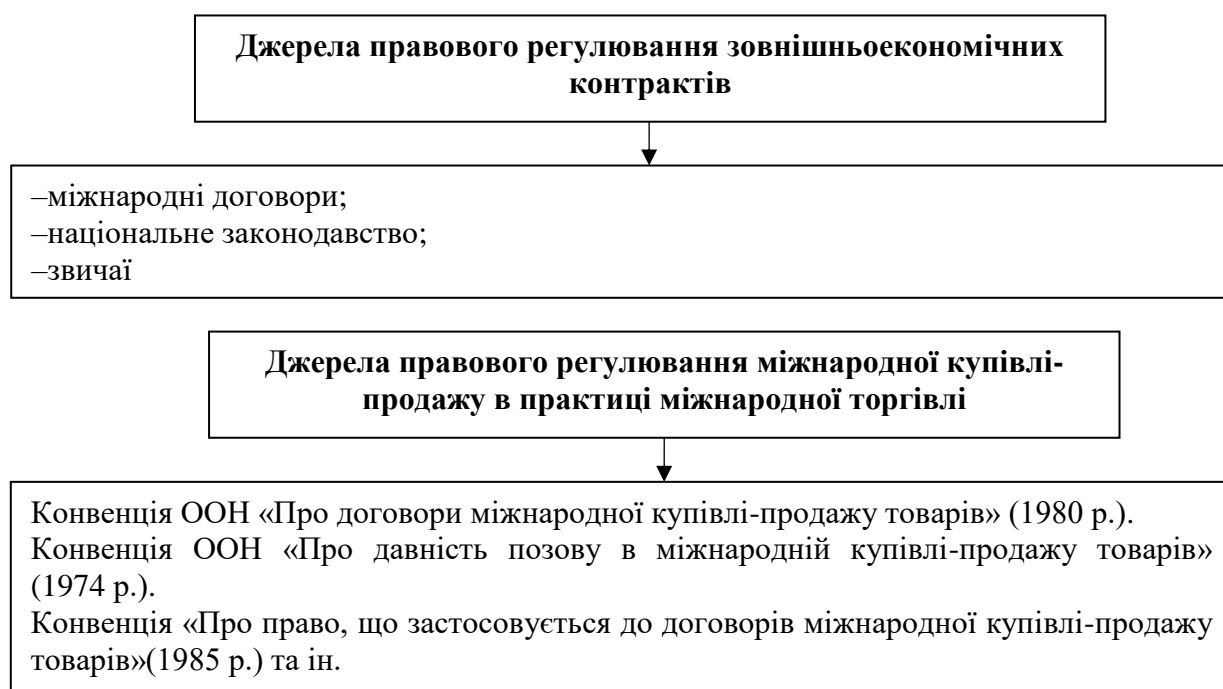 Джерела правового регулювання зовнішньоекономічних
контрактів
–міжнародні договори;
–національне законодавство;
–звичаї
Джерела правового регулювання міжнародної купівлі-
продажу в практиці міжнародної торгівлі
Конвенція ООН «Про договори міжнародної купівлі-продажу товарів» (1980 р.).
Конвенція ООН «Про давність позову в міжнародній купівлі-продажу товарів»
(1974 р.).
Конвенція «Про право, що застосовується до договорів міжнародної купівлі-продажу
товарів»(1985 р.) та ін.